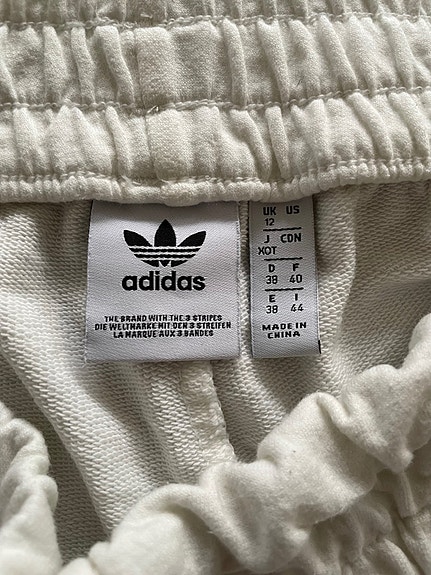 adidas
THE BRAND WITH THE 3 STRIPES
DIE WELTMARKE MIT DEN 3 STREIFEN
LA MARQUE AUX 3 BANDES
UK US
12
J CDN
XOT
D F
38 40
E I
38 44
MADE IN
CHINA